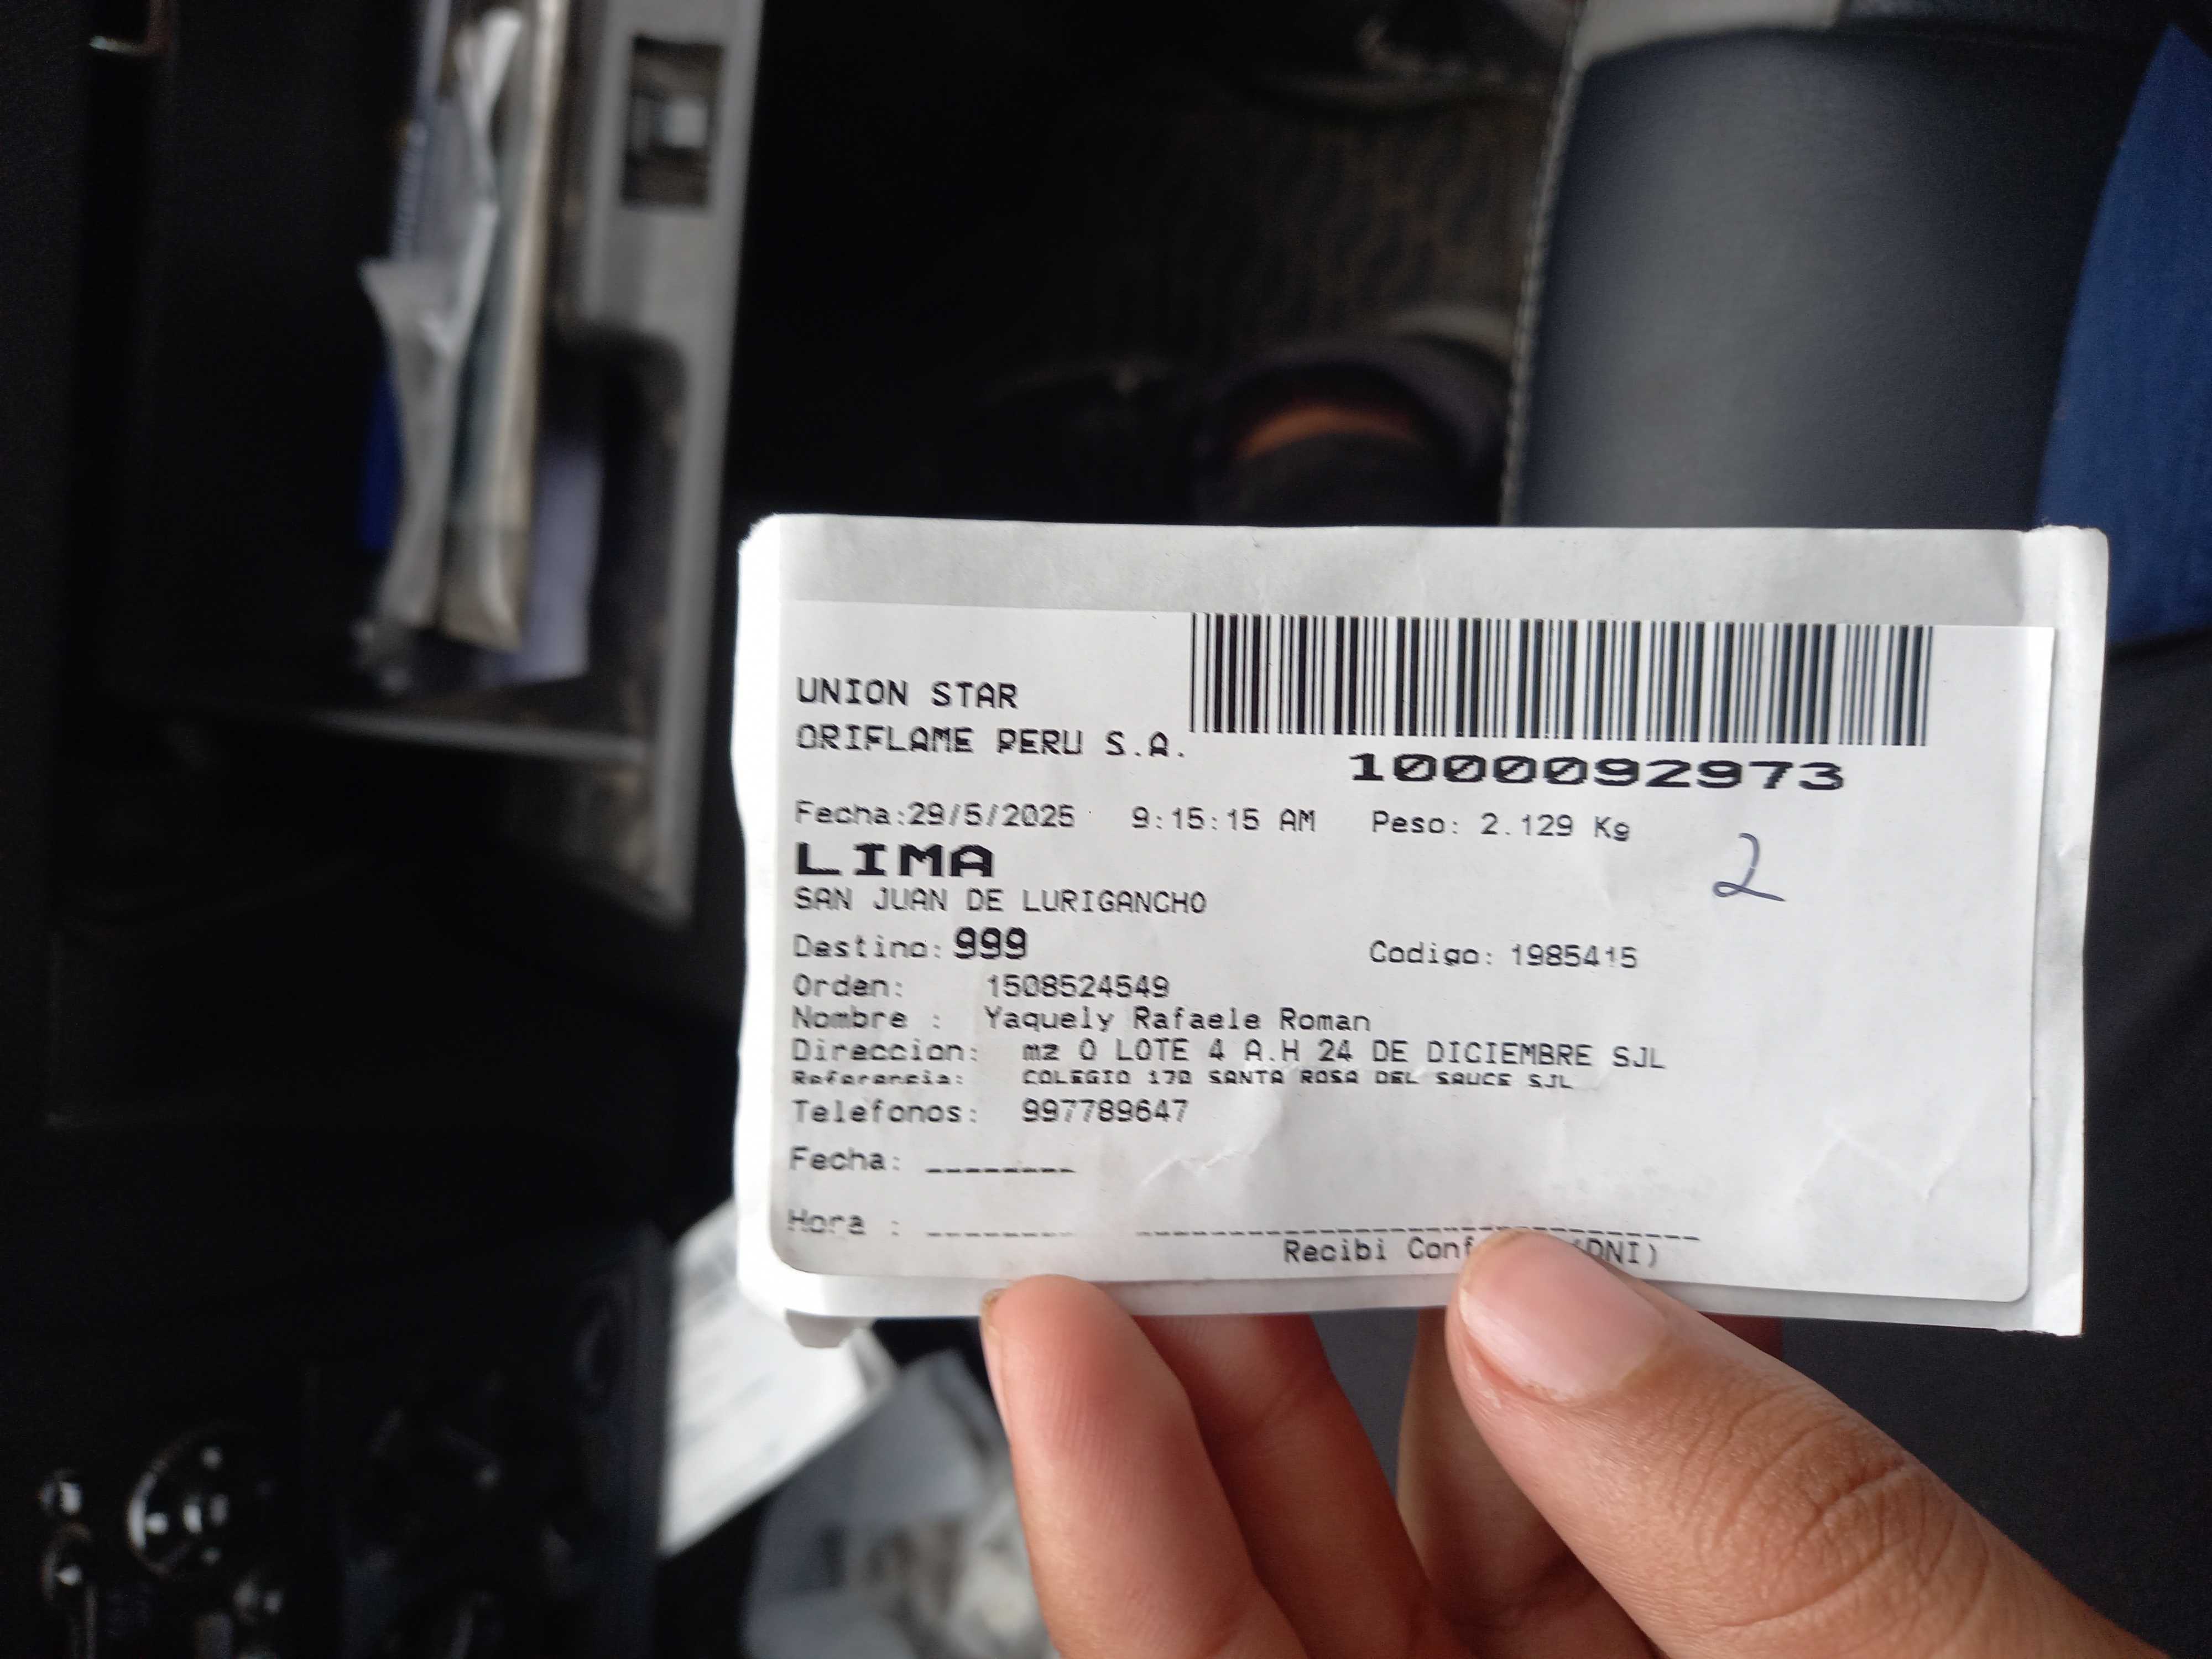 UNION STAR
ORIFLAME PERU S.A.
1000092973
Fecha:29/5/2025 9:15:15 AM Peso: 2.129 Kg
2
LIMA
SAN JUAN DE LURIGANCHO
Destino: 999 Codigo: 1985415
Orden: 1508524549
Nombre : Yaquely Rafaele Roman
Direccion: mz O LOTE 4 A.H 24 DE DICIEMBRE SJL
Referencia: COLEGIO 170 SANTA ROSA DEL SAUCE SJL
Telefonos: 997789647
Fecha: ________
Hora : ________
Recibi (DNI)